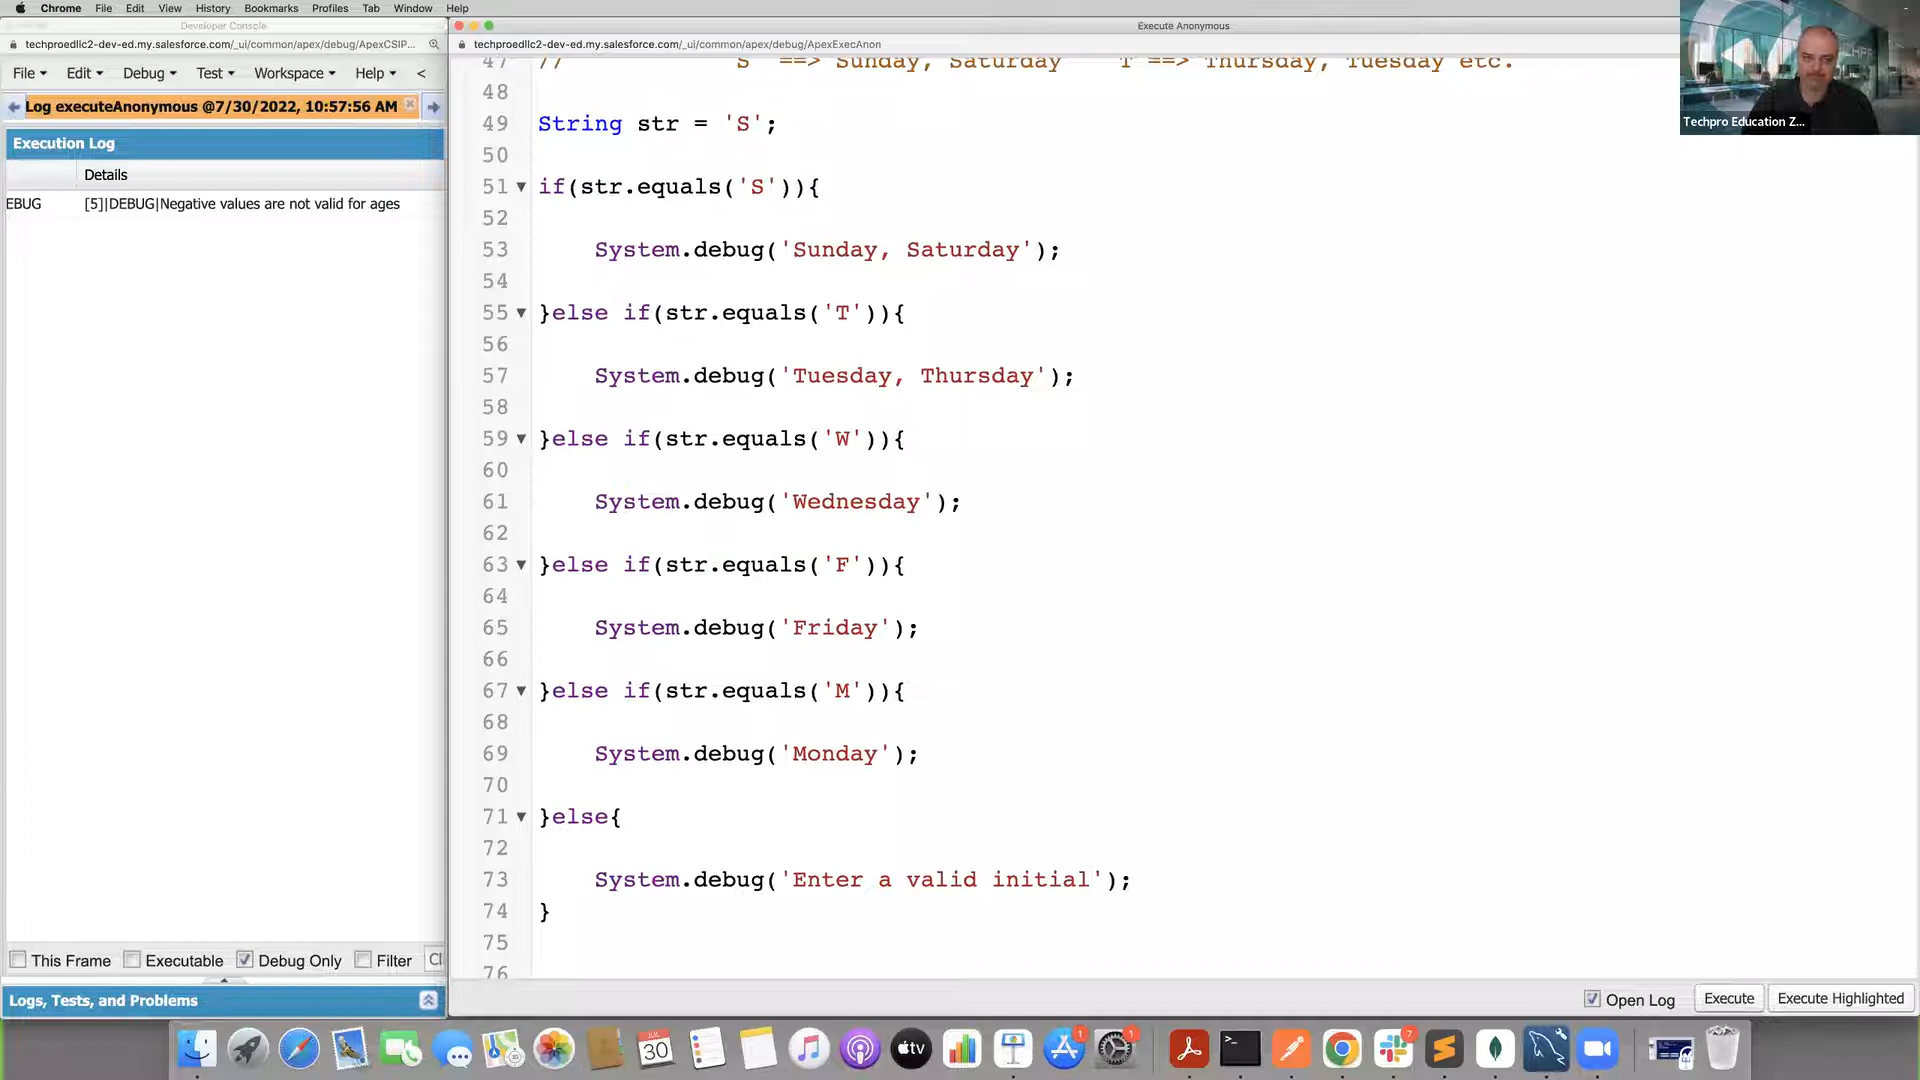 Chrome File Edit View History Bookmarks Profiles Tab Window Help
Developer Console
techproedllc2-dev-ed.my.salesforce.com/_ui/common/apex/debug/ApexCSIP...
File Edit Debug Test Workspace Help <
Log executeAnonymous @7/30/2022, 10:57:56 AM
Execution Log
Details
EBUG [5]|DEBUG|Negative values are not valid for ages
This Frame Executable Debug Only Filter Cl
Logs, Tests, and Problems
Execute Anonymous
techproedllc2-dev-ed.my.salesforce.com/_ui/common/apex/debug/ApexExecAnon
47 // S ==> Sunday, Saturday T ==> Thursday, Tuesday etc.
48
49 String str = 'S';
50
51 if(str.equals('S')){
52
53 System.debug('Sunday, Saturday');
54
55 }else if(str.equals('T')){
56
57 System.debug('Tuesday, Thursday');
58
59 }else if(str.equals('W')){
60
61 System.debug('Wednesday');
62
63 }else if(str.equals('F')){
64
65 System.debug('Friday');
66
67 }else if(str.equals('M')){
68
69 System.debug('Monday');
70
71 }else{
72
73 System.debug('Enter a valid initial');
74 }
75
76
Open Log Execute Execute Highlighted
Techpro Education Z...
JUL
30
tv
1
1
7